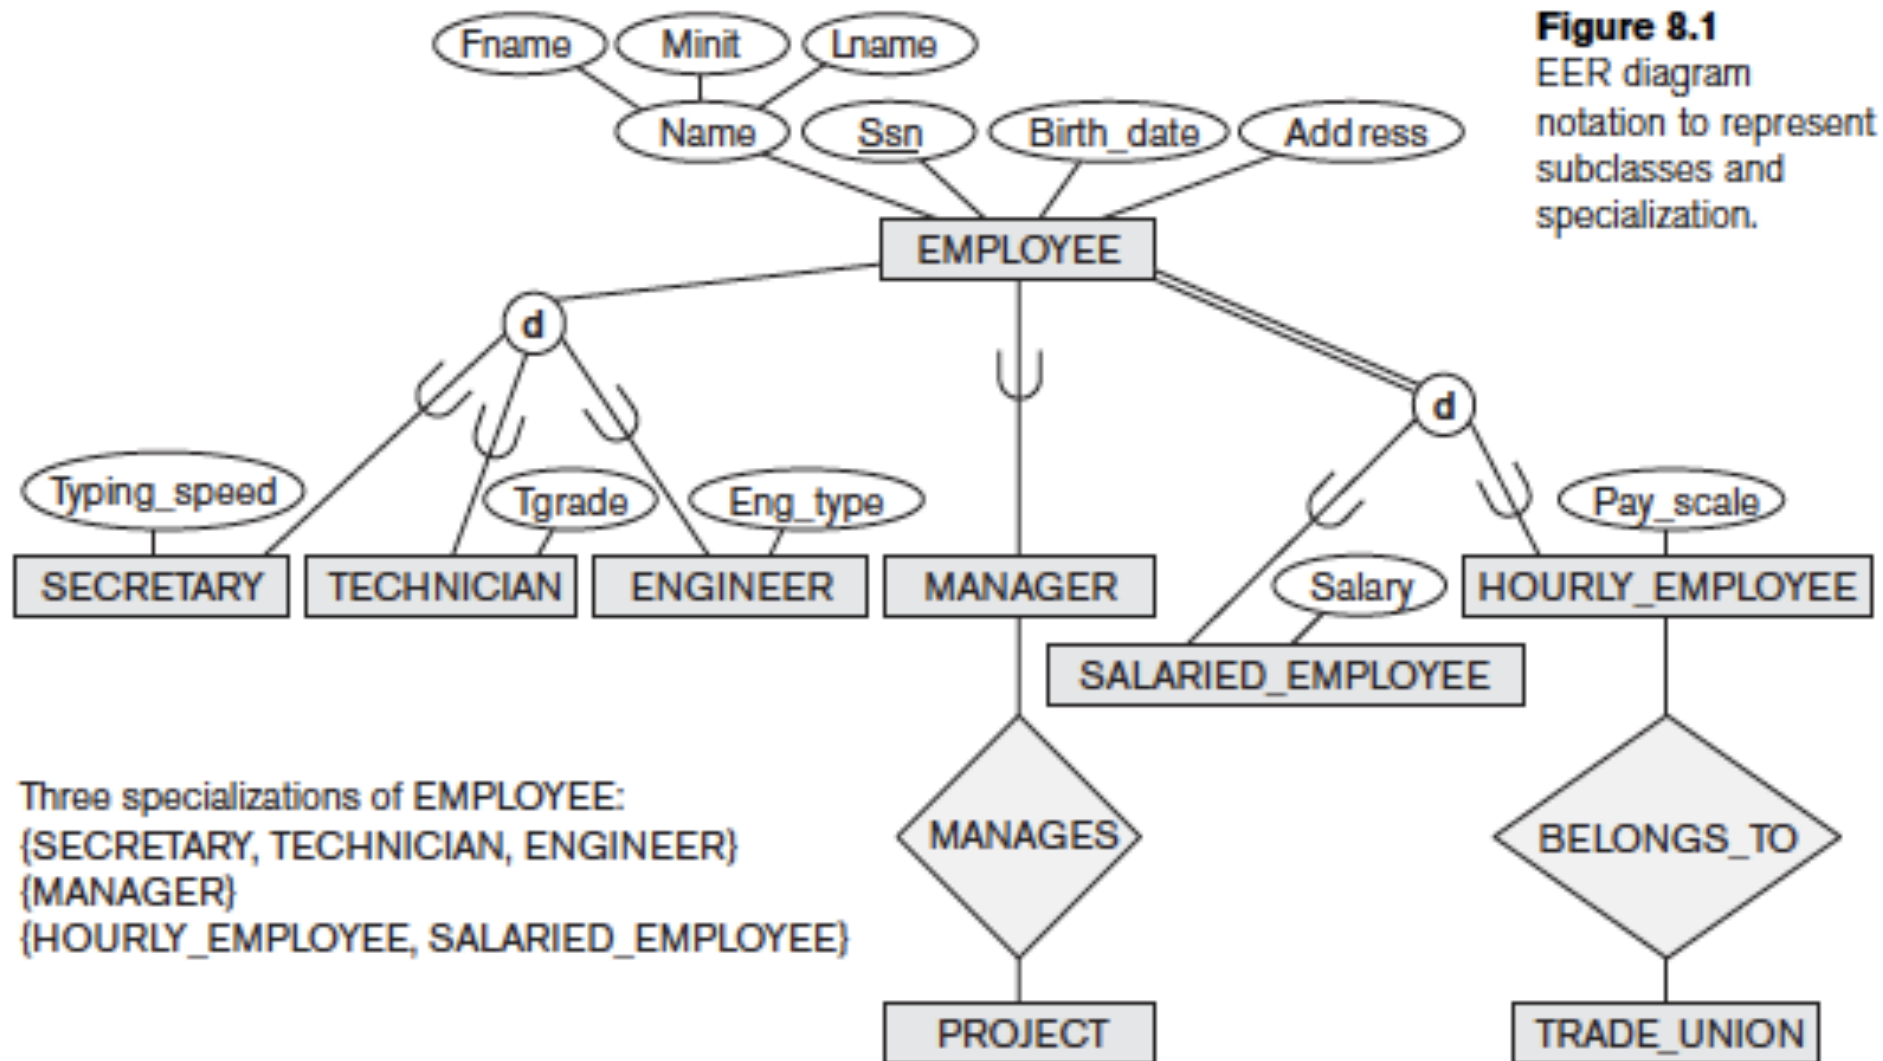 Figure 8.1
EER diagram
notation to represent
subclasses and
specialization.
Fname
Minit
Lname
Name
Ssn
Birth_date
Address
EMPLOYEE
d
d
Typing_speed
Tgrade
Eng_type
Pay_scale
SECRETARY
TECHNICIAN
ENGINEER
MANAGER
Salary
HOURLY_EMPLOYEE
SALARIED_EMPLOYEE
Three specializations of EMPLOYEE:
{SECRETARY, TECHNICIAN, ENGINEER}
{MANAGER}
{HOURLY_EMPLOYEE, SALARIED_EMPLOYEE}
MANAGES
BELONGS_TO
PROJECT
TRADE_UNION